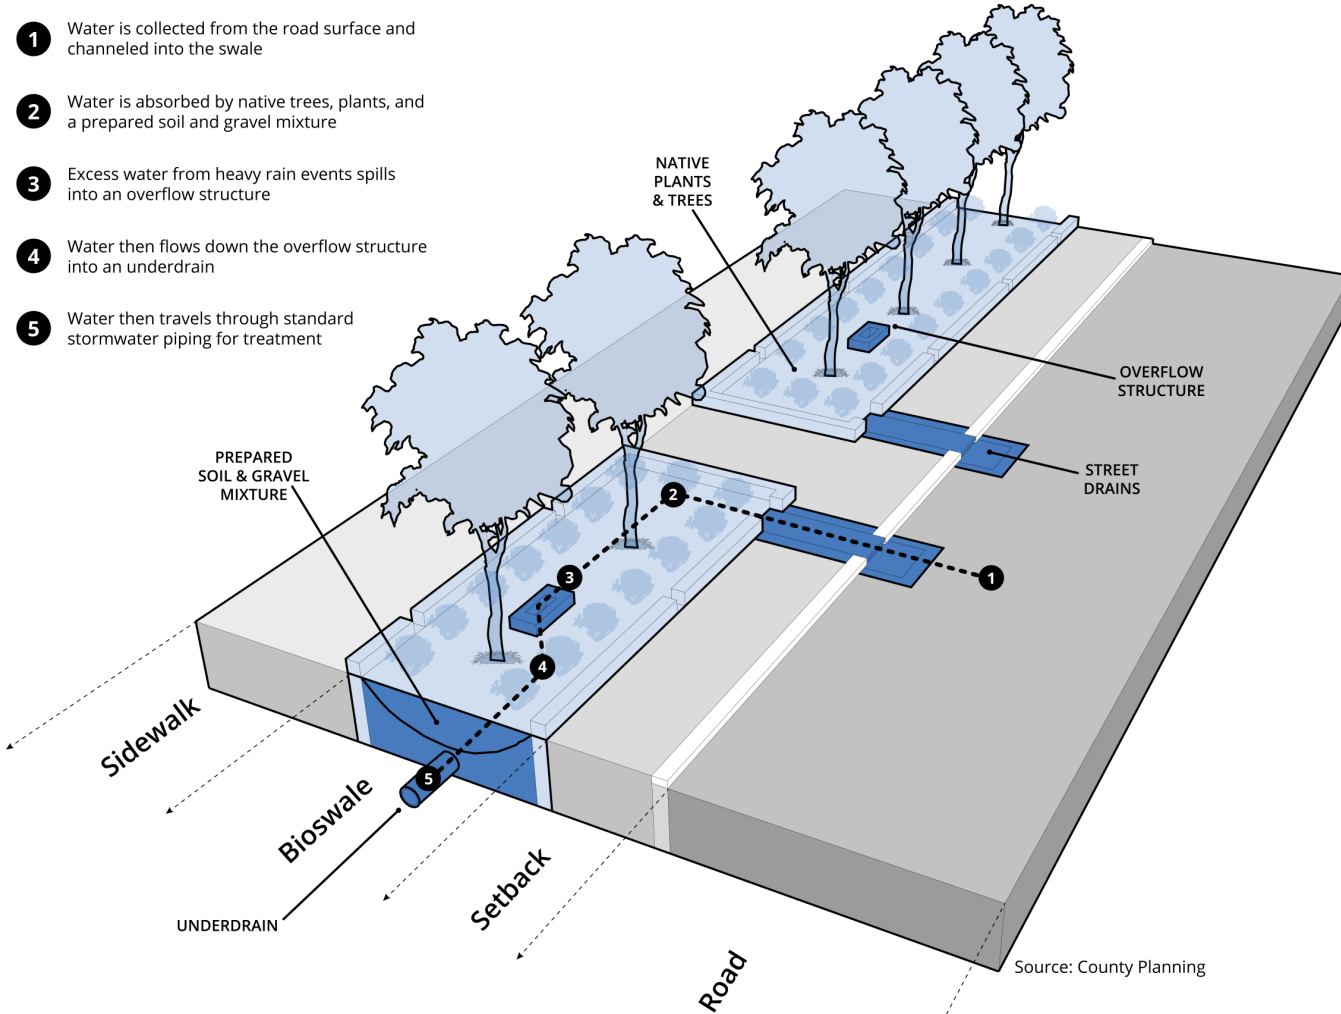 1 Water is collected from the road surface and
channeled into the swale
2 Water is absorbed by native trees, plants, and
a prepared soil and gravel mixture
3 Excess water from heavy rain events spills
into an overflow structure
4 Water then flows down the overflow structure
into an underdrain
5 Water then travels through standard
stormwater piping for treatment
NATIVE
PLANTS
& TREES
OVERFLOW
STRUCTURE
STREET
DRAINS
PREPARED
SOIL & GRAVEL
MIXTURE
2
3
1
4
5
Sidewalk
Bioswale
Setback
Road
UNDERDRAIN
Source: County Planning